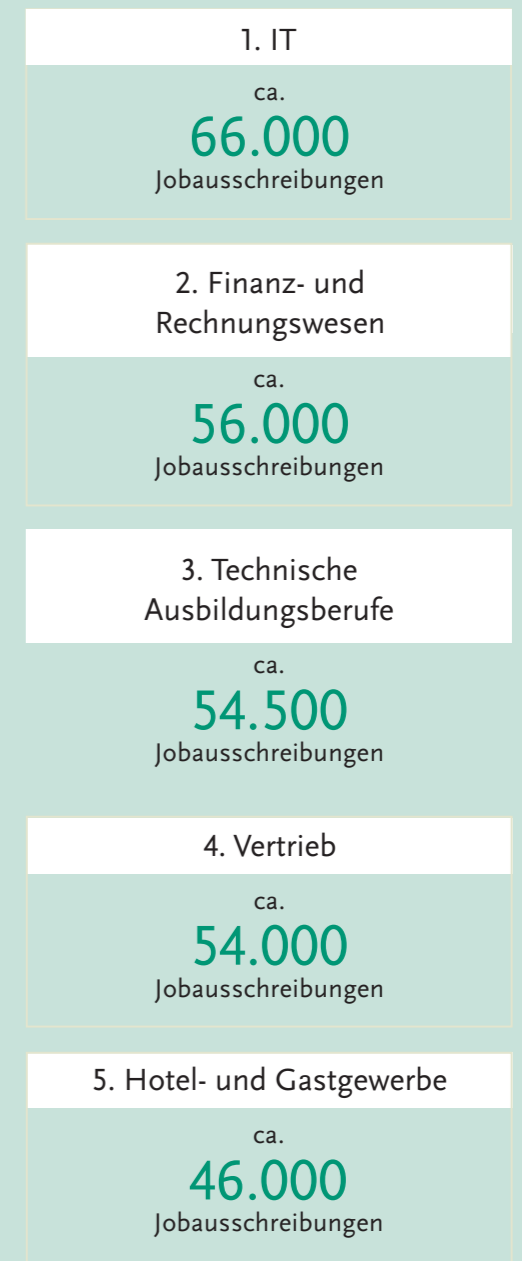 1. IT
ca.
66.000
Jobausschreibungen
2. Finanz- und
Rechnungswesen
ca.
56.000
Jobausschreibungen
3. Technische
Ausbildungsberufe
ca.
54.500
Jobausschreibungen
4. Vertrieb
ca.
54.000
Jobausschreibungen
5. Hotel- und Gastgewerbe
ca.
46.000
Jobausschreibungen